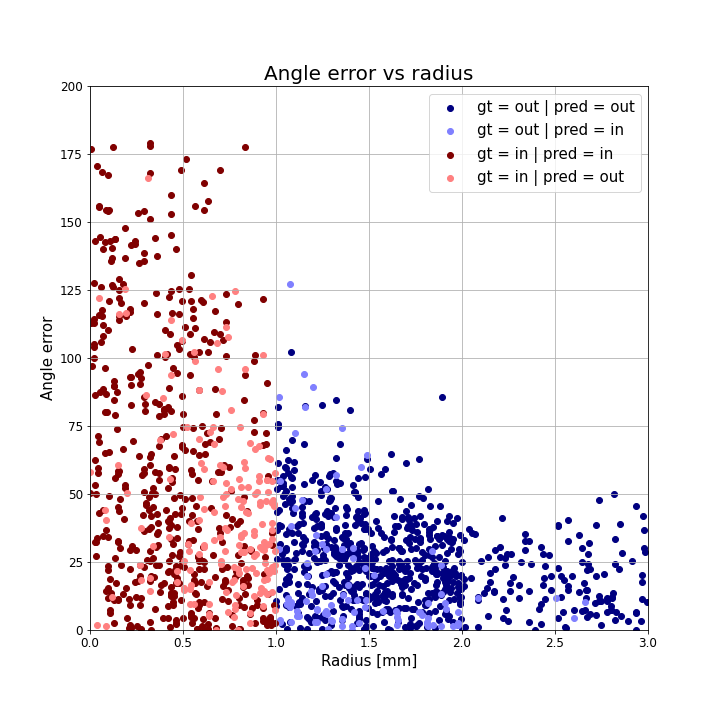 Angle error vs radius
gt = out | pred = out
gt = out | pred = in
gt = in | pred = in
gt = in | pred = out
200
175
150
125
100
75
50
25
0
Angle error
0.0 0.5 1.0 1.5 2.0 2.5 3.0
Radius [mm]